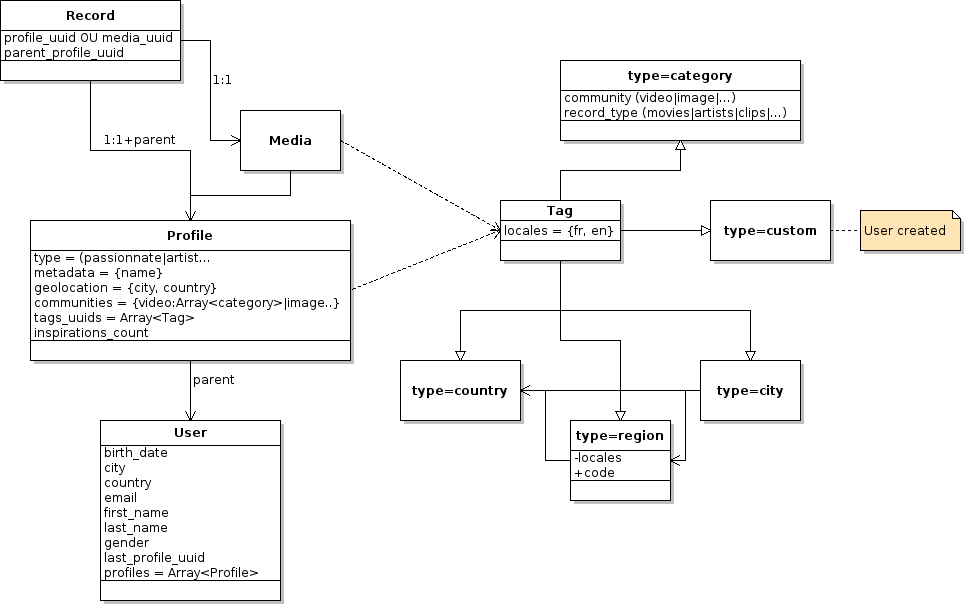 Record
profile_uuid OU media_uuid
parent_profile_uuid
1:1
1:1+parent
Media
Profile
type = (passionnate|artist...
metadata = {name}
geolocation = {city, country}
communities = {video:Array<category>|image..}
tags_uuids = Array<Tag>
inspirations_count
parent
User
birth_date
city
country
email
first_name
last_name
gender
last_profile_uuid
profiles = Array<Profile>
type=category
community (video|image|...)
record_type (movies|artists|clips|...)
Tag
locales = {fr, en}
type=custom
User created
type=country
type=city
type=region
-locales
+code